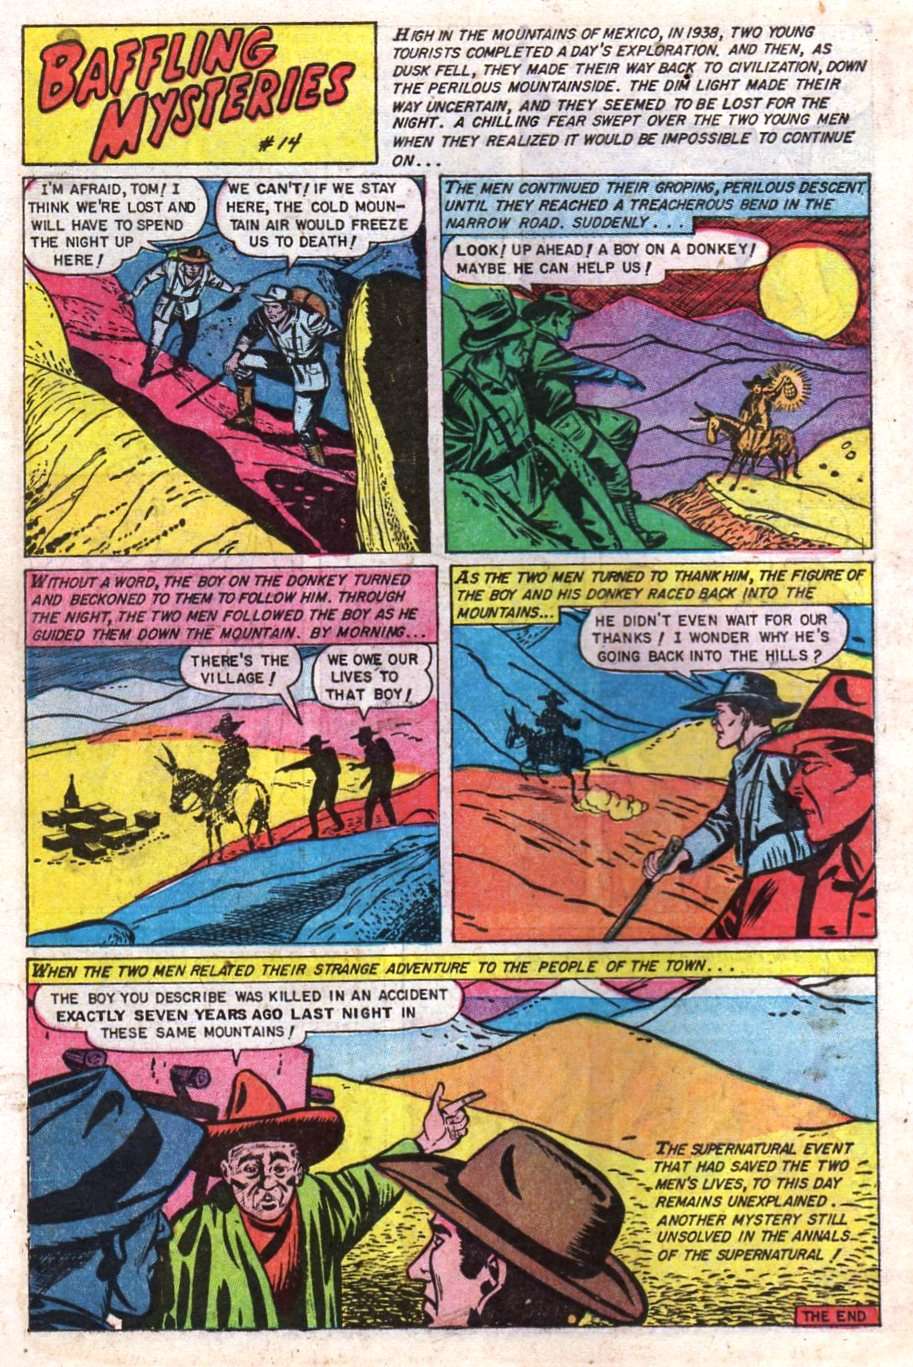 BAFFLING
MYSTERIES
#14
HIGH IN THE MOUNTAINS OF MEXICO, IN 1938, TWO YOUNG
TOURISTS COMPLETED A DAY'S EXPLORATION. AND THEN, AS
DUSK FELL, THEY MADE THEIR WAY BACK TO CIVILIZATION, DOWN
THE PERILOUS MOUNTAINSIDE. THE DIM LIGHT MADE THEIR
WAY UNCERTAIN, AND THEY SEEMED TO BE LOST FOR THE
NIGHT. A CHILLING FEAR SWEPT OVER THE TWO YOUNG MEN
WHEN THEY REALIZED IT WOULD BE IMPOSSIBLE TO CONTINUE
ON...
I'M AFRAID, TOM! I
THINK WE'RE LOST AND
WILL HAVE TO SPEND
THE NIGHT UP
HERE!
WE CAN'T! IF WE STAY
HERE, THE COLD MOUN-
TAIN AIR WOULD FREEZE
US TO DEATH!
THE MEN CONTINUED THEIR GROPING, PERILOUS DESCENT,
UNTIL THEY REACHED A TREACHEROUS BEND IN THE
NARROW ROAD. SUDDENLY...
LOOK! UP AHEAD! A BOY ON A DONKEY!
MAYBE HE CAN HELP US!
WITHOUT A WORD, THE BOY ON THE DONKEY TURNED
AND BECKONED TO THEM TO FOLLOW HIM. THROUGH
THE NIGHT, THE TWO MEN FOLLOWED THE BOY AS HE
GUIDED THEM DOWN THE MOUNTAIN. BY MORNING...
THERE'S THE
VILLAGE!
WE OWE OUR
LIVES TO
THAT BOY!
AS THE TWO MEN TURNED TO THANK HIM, THE FIGURE OF
THE BOY AND HIS DONKEY RACED BACK INTO THE
MOUNTAINS...
HE DIDN'T EVEN WAIT FOR OUR
THANKS! I WONDER WHY HE'S
GOING BACK INTO THE HILLS?
WHEN THE TWO MEN RELATED THEIR STRANGE ADVENTURE TO THE PEOPLE OF THE TOWN...
THE BOY YOU DESCRIBE WAS KILLED IN AN ACCIDENT
EXACTLY SEVEN YEARS AGO LAST NIGHT IN
THESE SAME MOUNTAINS!
THE SUPERNATURAL EVENT
THAT HAD SAVED THE TWO
MEN'S LIVES, TO THIS DAY
REMAINS UNEXPLAINED.
ANOTHER MYSTERY STILL
UNSOLVED IN THE ANNALS
OF THE SUPERNATURAL!
THE END